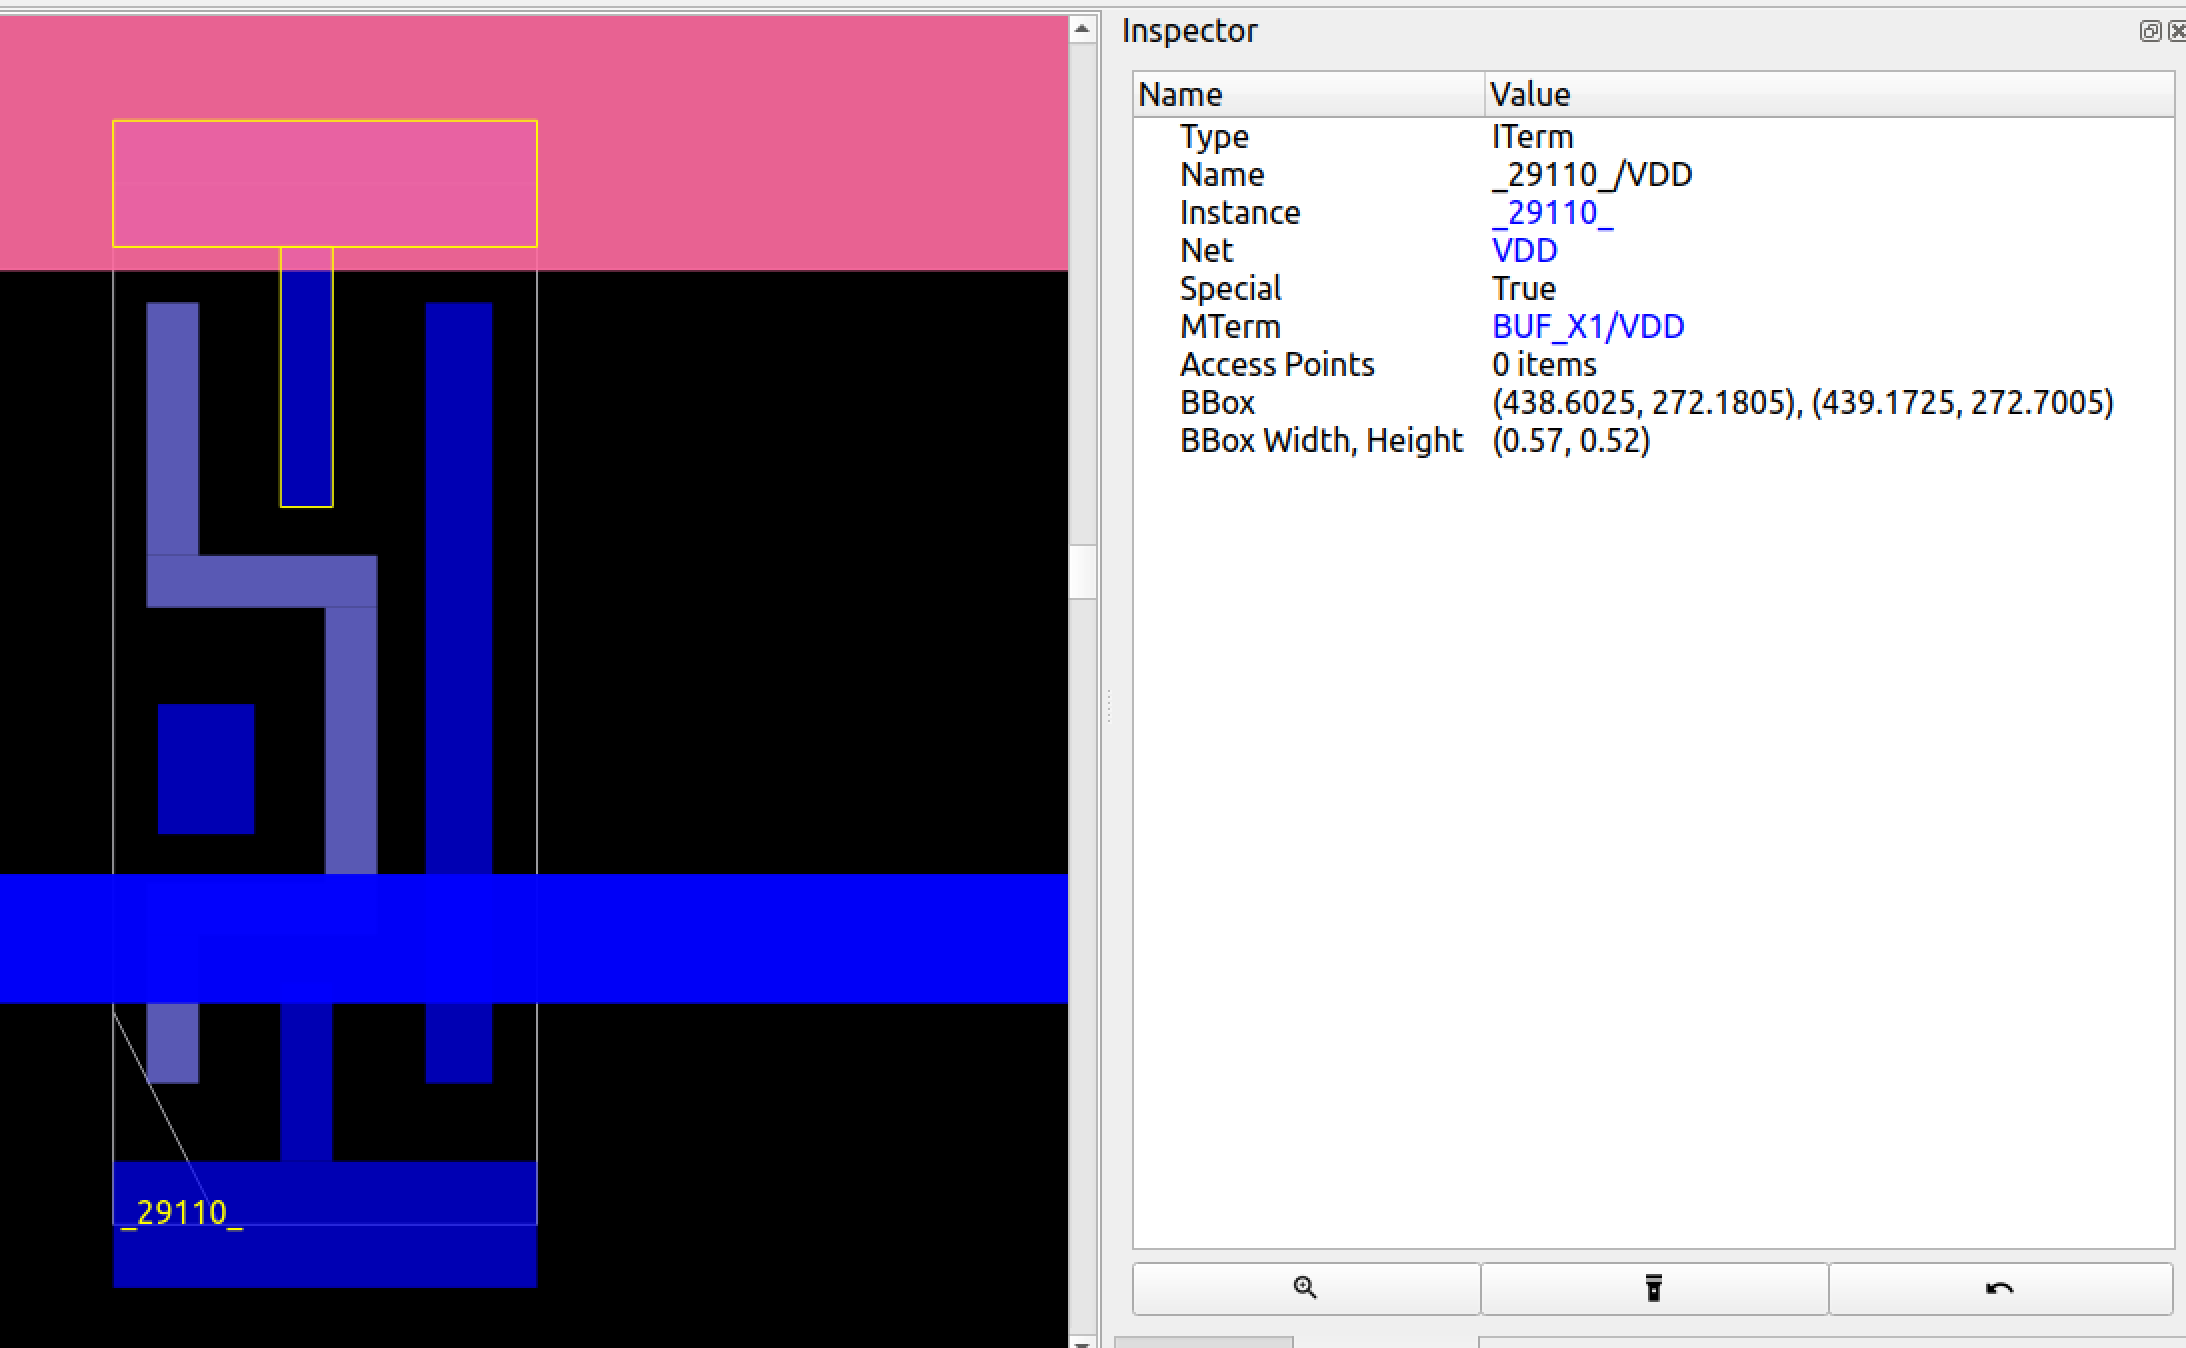 Inspector
Name Value
Type ITerm
Name _29110_/VDD
Instance _29110_
Net VDD
Special True
MTerm BUF_X1/VDD
Access Points 0 items
BBox (438.6025, 272.1805), (439.1725, 272.7005)
BBox Width, Height (0.57, 0.52)
_29110_